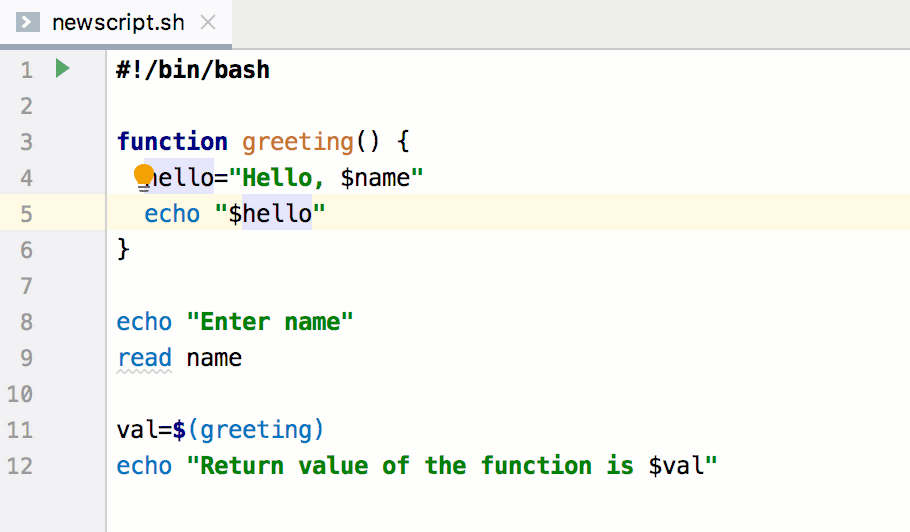 newscript.sh
1 #!/bin/bash
2
3 function greeting() {
4 hello="Hello, $name"
5 echo "$hello"
6 }
7
8 echo "Enter name"
9 read name
10
11 val=$(greeting)
12 echo "Return value of the function is $val"